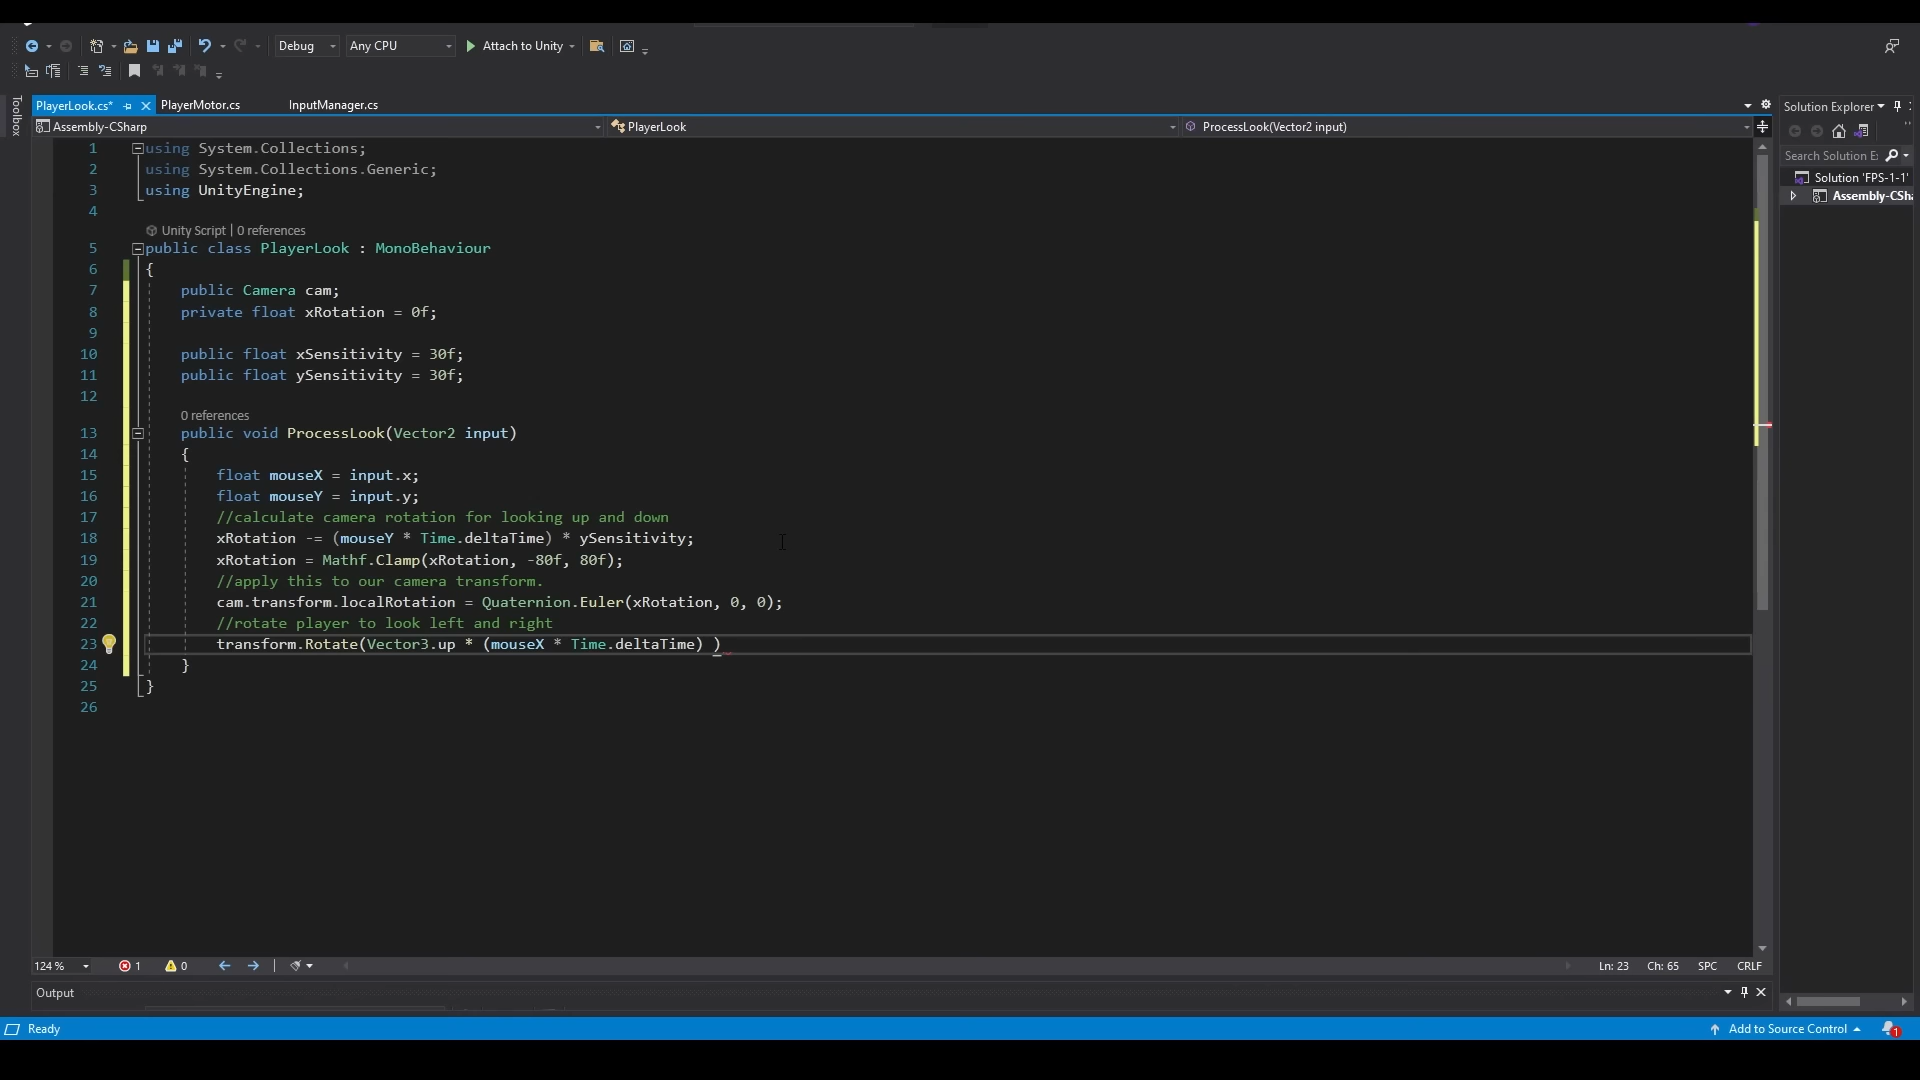 Debug Any CPU Attach to Unity
Toolbox
PlayerLook.cs* PlayerMotor.cs InputManager.cs
Assembly-CSharp PlayerLook ProcessLook(Vector2 input)
1 using System.Collections;
2 using System.Collections.Generic;
3 using UnityEngine;
4
Unity Script | 0 references
5 public class PlayerLook : MonoBehaviour
6 {
7 public Camera cam;
8 private float xRotation = 0f;
9
10 public float xSensitivity = 30f;
11 public float ySensitivity = 30f;
12
0 references
13 public void ProcessLook(Vector2 input)
14 {
15 float mouseX = input.x;
16 float mouseY = input.y;
17 //calculate camera rotation for looking up and down
18 xRotation -= (mouseY * Time.deltaTime) * ySensitivity;
19 xRotation = Mathf.Clamp(xRotation, -80f, 80f);
20 //apply this to our camera transform.
21 cam.transform.localRotation = Quaternion.Euler(xRotation, 0, 0);
22 //rotate player to look left and right
23 transform.Rotate(Vector3.up * (mouseX * Time.deltaTime) )
24 }
25 }
26
Solution Explorer
Search Solution E
Solution 'FPS-1-1'
Assembly-CSha
124 % 1 0 Ln: 23 Ch: 65 SPC CRLF
Output
Ready Add to Source Control 1